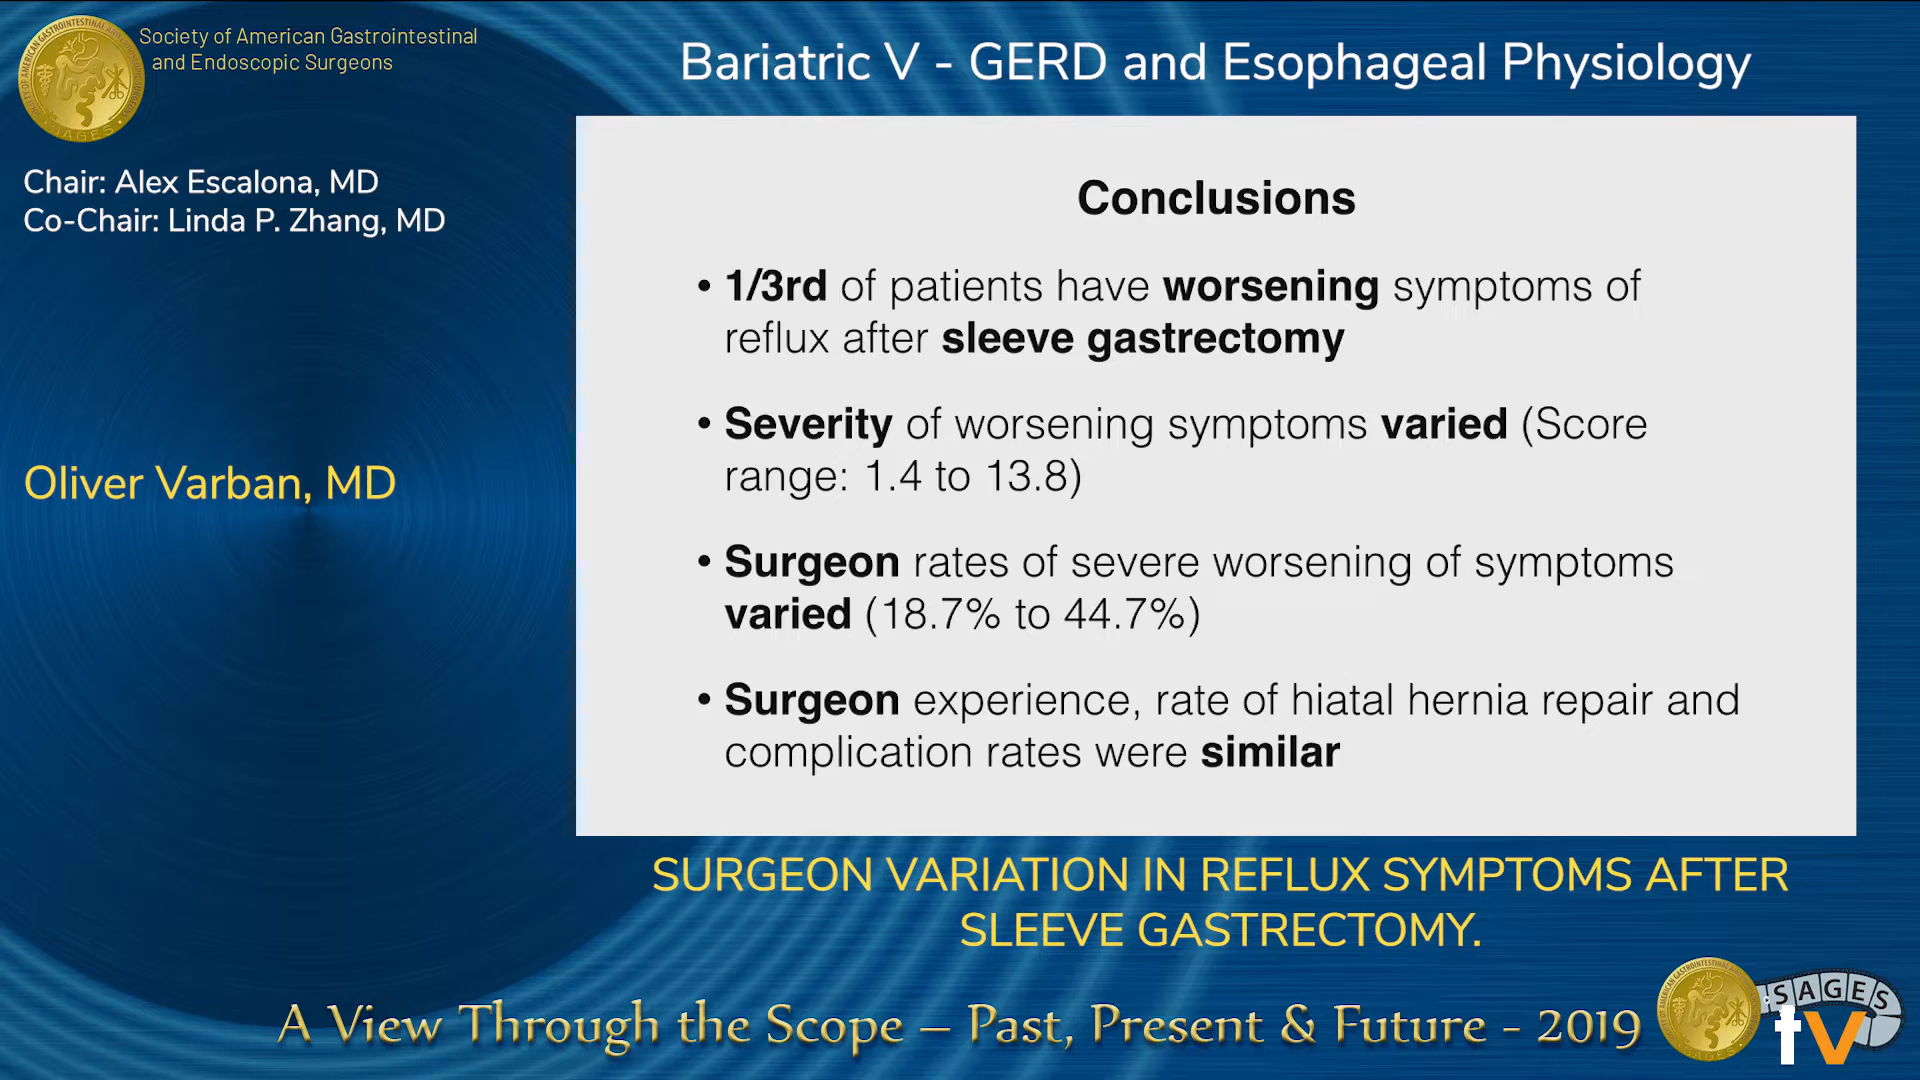 Society of American Gastrointestinal
and Endoscopic Surgeons
Bariatric V - GERD and Esophageal Physiology
Chair: Alex Escalona, MD
Co-Chair: Linda P. Zhang, MD
Oliver Varban, MD
Conclusions
• 1/3rd of patients have worsening symptoms of
reflux after sleeve gastrectomy
• Severity of worsening symptoms varied (Score
range: 1.4 to 13.8)
• Surgeon rates of severe worsening of symptoms
varied (18.7% to 44.7%)
• Surgeon experience, rate of hiatal hernia repair and
complication rates were similar
SURGEON VARIATION IN REFLUX SYMPTOMS AFTER
SLEEVE GASTRECTOMY.
A View Through the Scope – Past, Present & Future - 2019
SAGES
tv